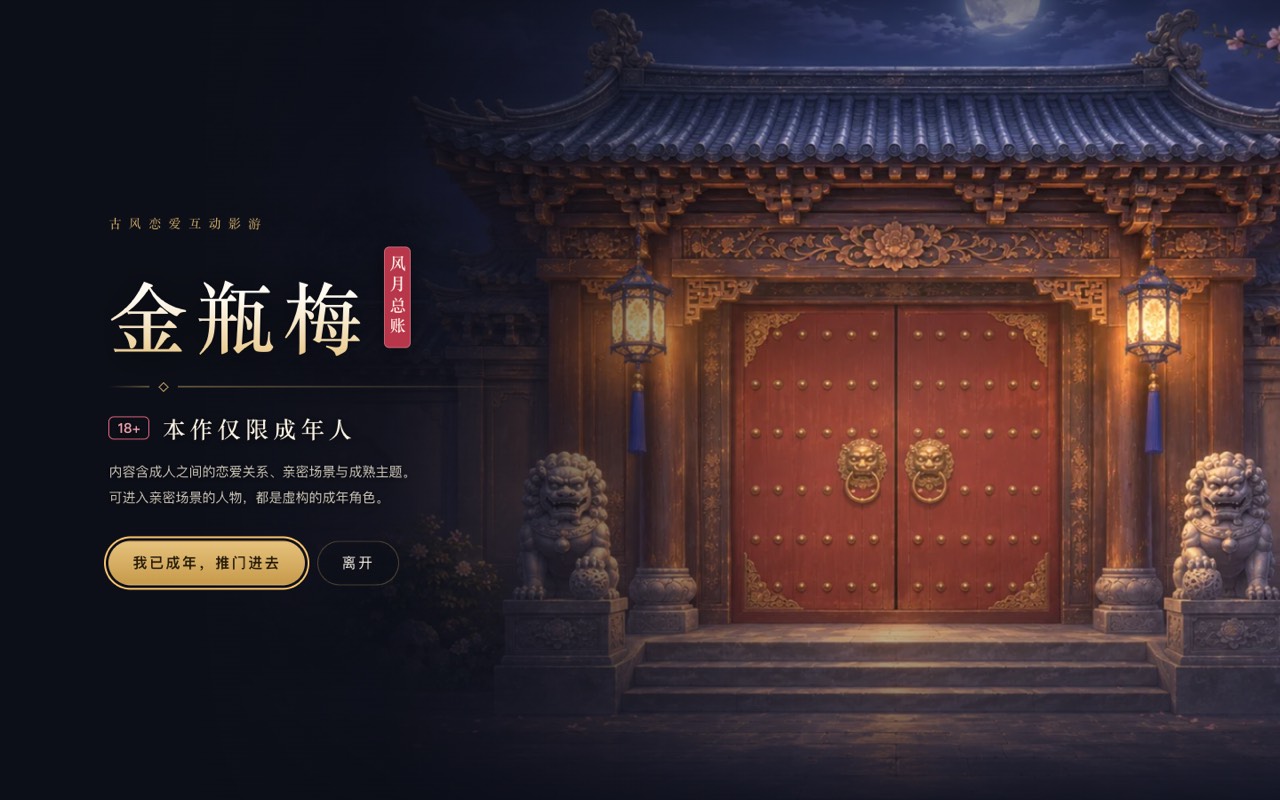 古风恋爱互动影游
金瓶梅
风月总账
18+ 本作仅限成年人
内容含成人之间的恋爱关系、亲密场景与成熟主题。
可进入亲密场景的人物，都是虚构的成年角色。
我已成年，推门进去
离开